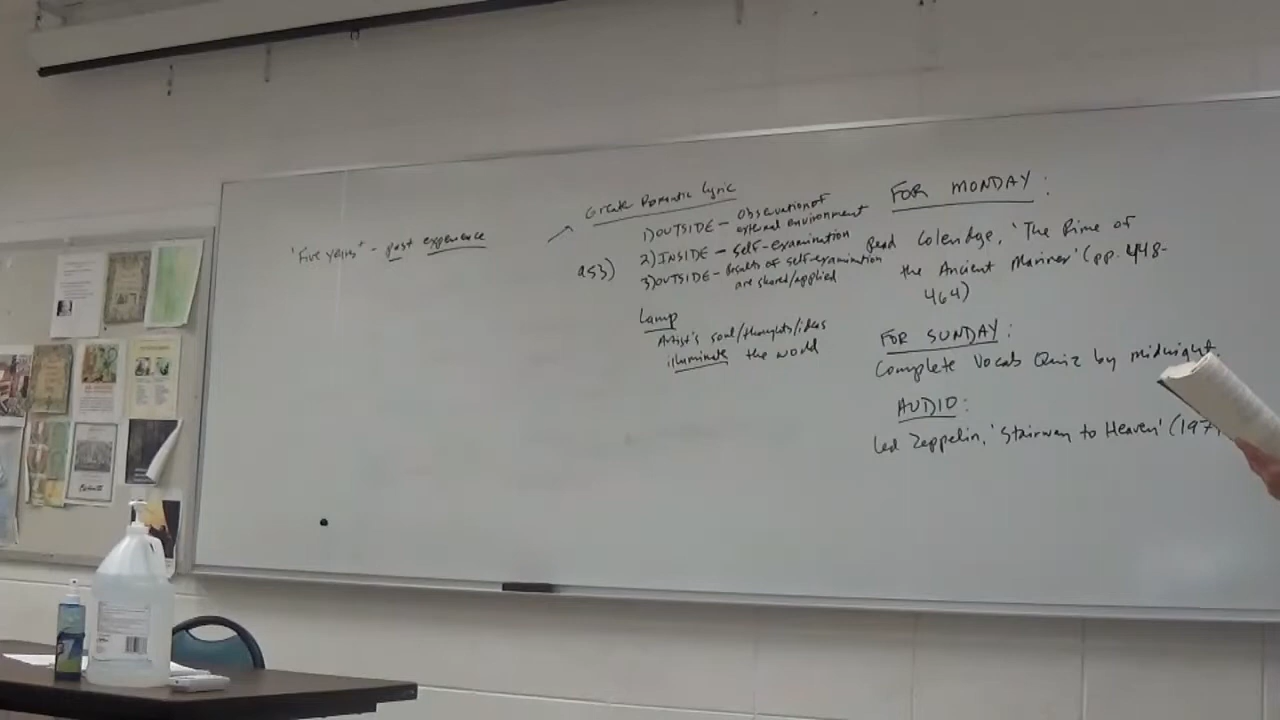 'Five years' - past experience
Greater Romantic Lyric
1) OUTSIDE - Observation of
external environment
2) INSIDE - self-examination
953)
3) OUTSIDE - Results of self-examination
are shared/applied
Lamp
Artist's soul/thoughts/ideas
illuminate the world
FOR MONDAY:
Read Coleridge, 'The Rime of
the Ancient Mariner' (pp. 448-
464)
FOR SUNDAY:
Complete Vocab Quiz by midnight.
AUDIO:
Led Zeppelin, 'Stairway to Heaven' (197